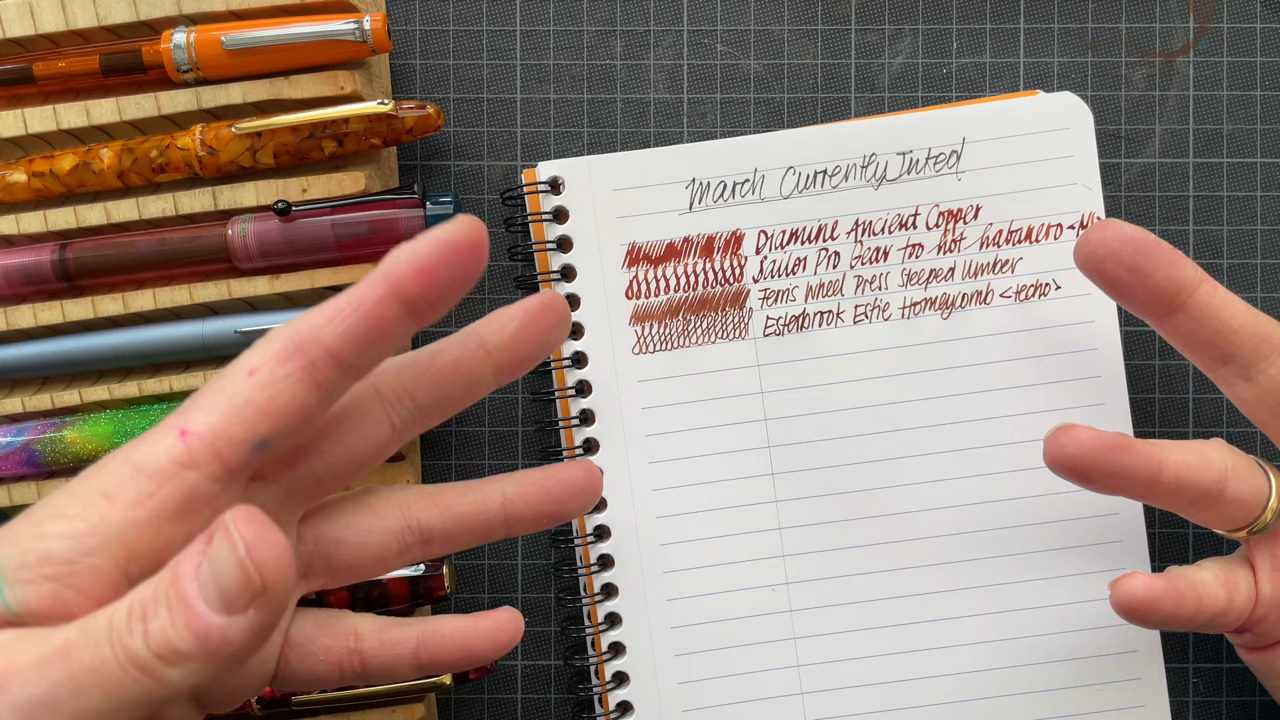 March Currently Inked
Diamine Ancient Copper
Sailor Pro Gear too hot habanero
Ferris Wheel Press Steeped Umber
Esterbrook Estie Honeycomb <techo>